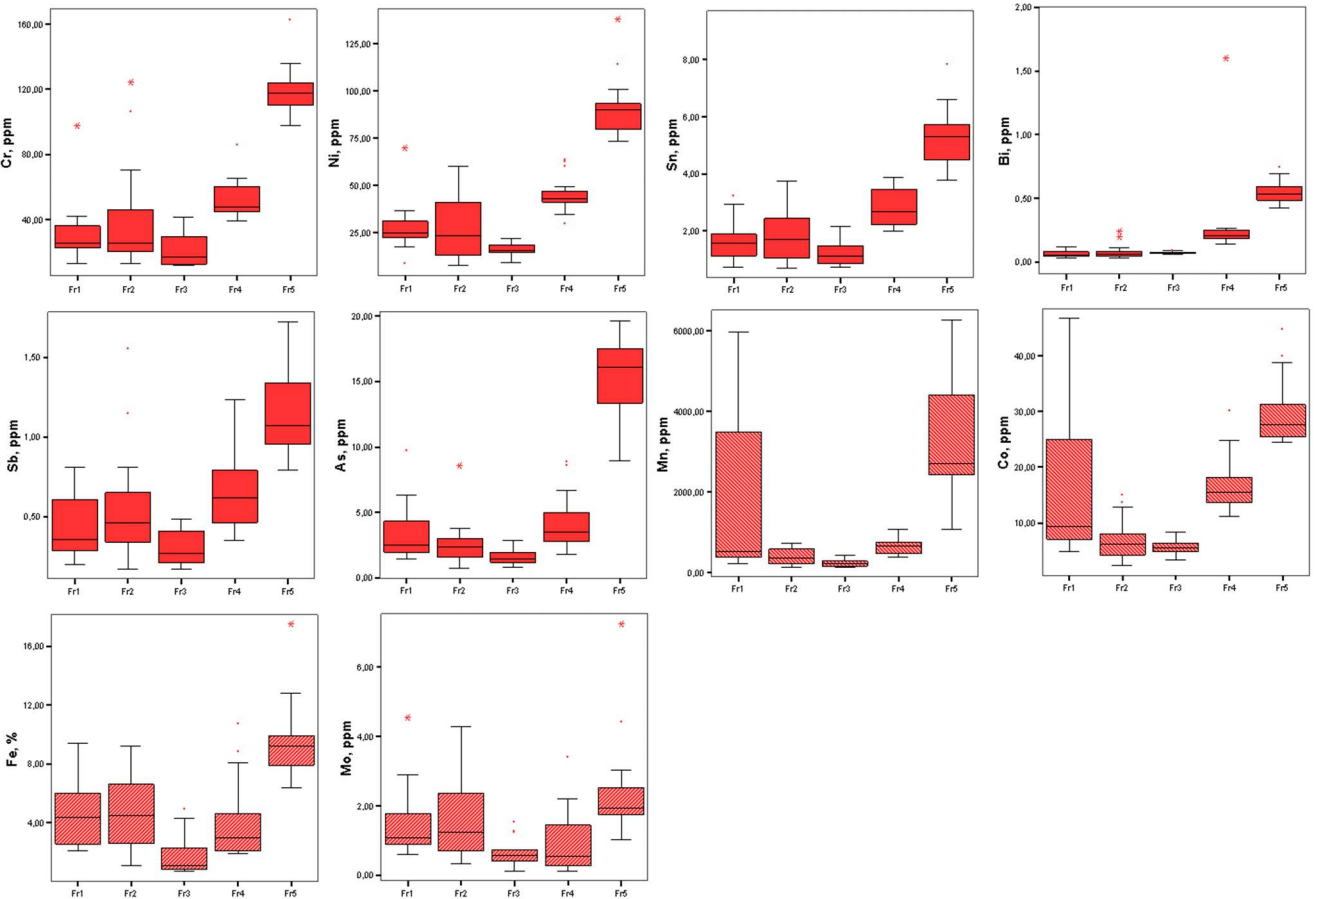 Cr, ppm
160,00
120,00
80,00
40,00
Fr1 Fr2 Fr3 Fr4 Fr5
Ni, ppm
125,00
100,00
75,00
50,00
25,00
Fr1 Fr2 Fr3 Fr4 Fr5
Sn, ppm
8,00
6,00
4,00
2,00
Fr1 Fr2 Fr3 Fr4 Fr5
Bi, ppm
2,00
1,50
1,00
0,50
0,00
Fr1 Fr2 Fr3 Fr4 Fr5
Sb, ppm
1,50
1,00
0,50
Fr1 Fr2 Fr3 Fr4 Fr5
As, ppm
20,00
15,00
10,00
5,00
0,00
Fr1 Fr2 Fr3 Fr4 Fr5
Mn, ppm
6000,00
4000,00
2000,00
0,00
Fr1 Fr2 Fr3 Fr4 Fr5
Co, ppm
40,00
30,00
20,00
10,00
Fr1 Fr2 Fr3 Fr4 Fr5
Fe, %
16,00
12,00
8,00
4,00
Fr1 Fr2 Fr3 Fr4 Fr5
Mo, ppm
6,00
4,00
2,00
0,00
Fr1 Fr2 Fr3 Fr4 Fr5